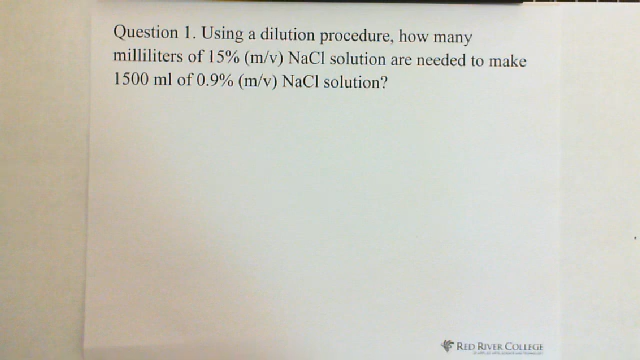 Question 1. Using a dilution procedure, how many
milliliters of 15% (m/v) NaCl solution are needed to make
1500 ml of 0.9% (m/v) NaCl solution?
RED RIVER COLLEGE